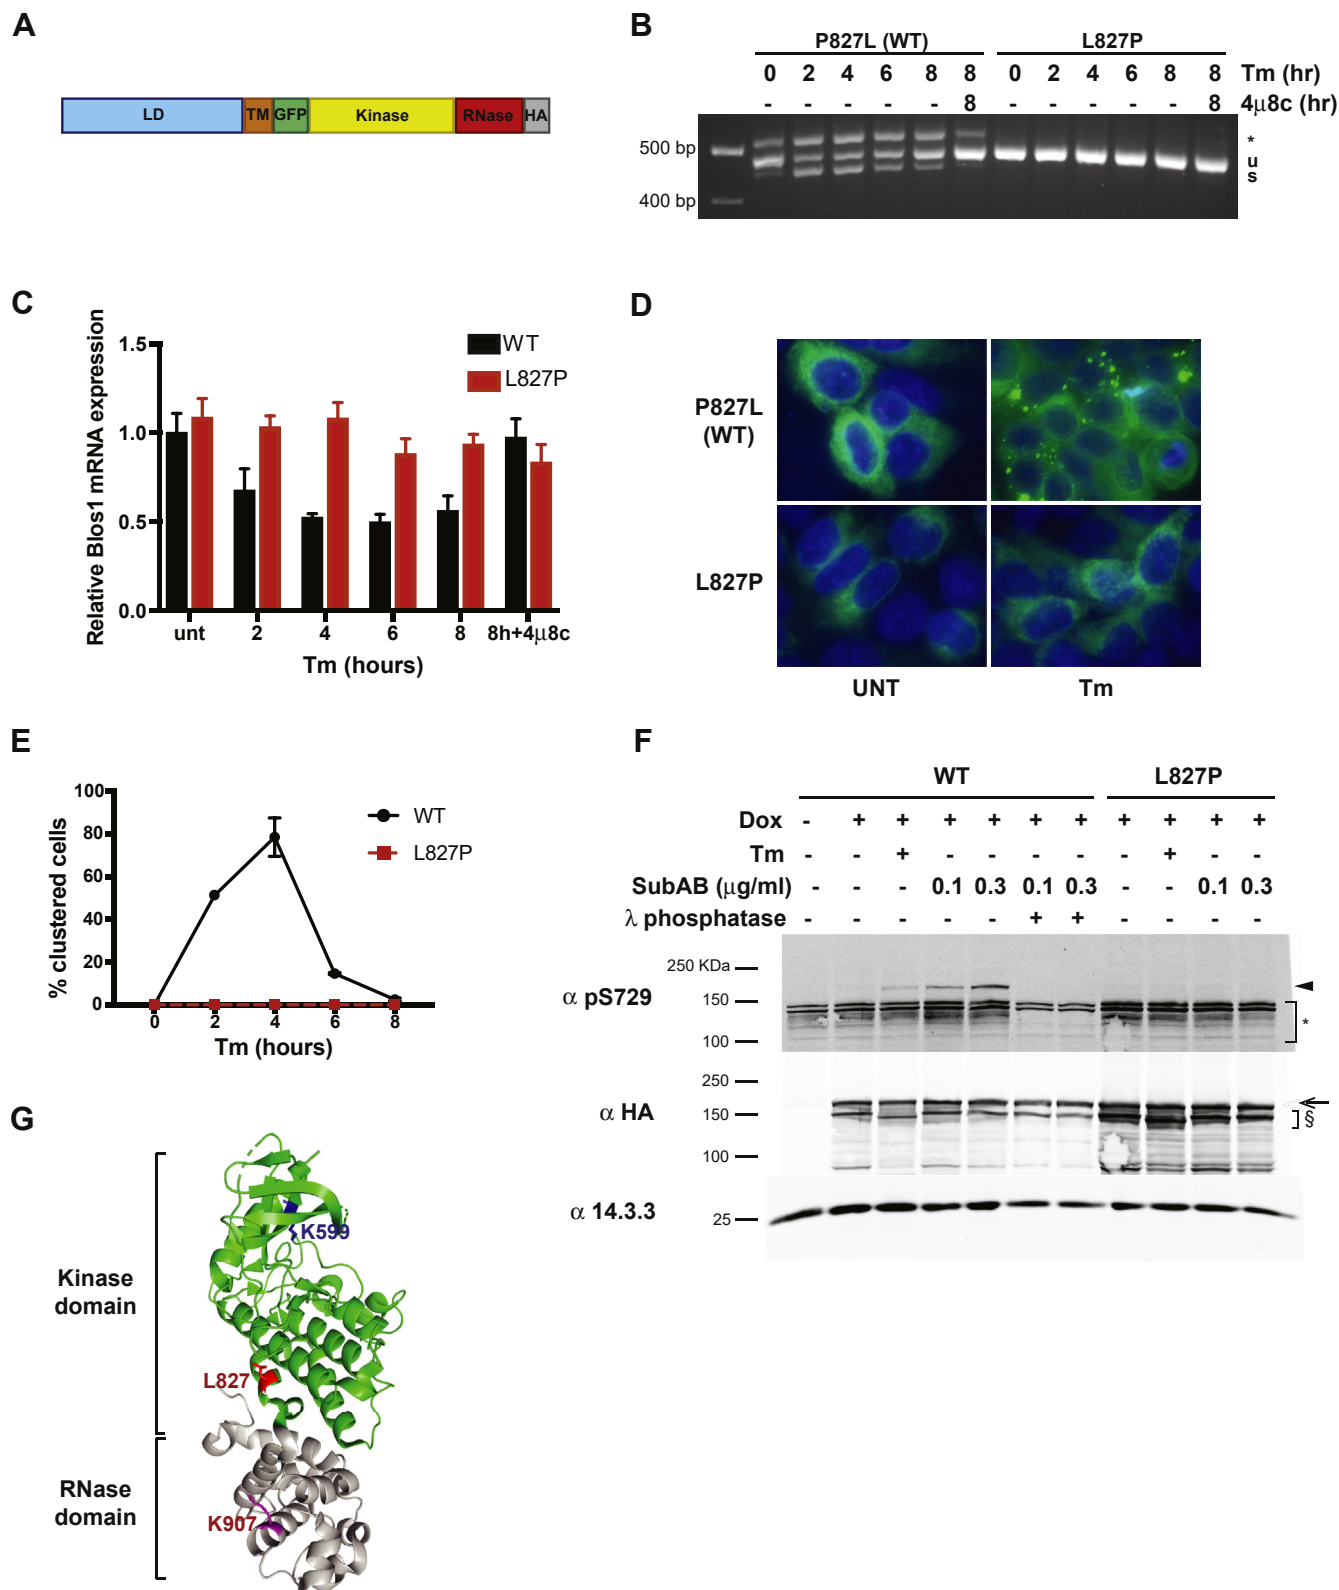 A
LD TM GFP Kinase RNase HA
B
P827L (WT) L827P
0 2 4 6 8 8 0 2 4 6 8 8 Tm (hr)
- - - - - 8 - - - - - 8 4μ8c (hr)
500 bp
400 bp
*
u
s
C
Relative Blos1 mRNA expression
1.5
1.0
0.5
0.0
WT
L827P
unt 2 4 6 8 8h+4μ8c
Tm (hours)
D
P827L
(WT)
L827P
UNT Tm
E
% clustered cells
100
80
60
40
20
0
0 2 4 6 8
Tm (hours)
WT
L827P
F
WT L827P
Dox - + + + + + + + + + +
Tm - - + - - - - - + - -
SubAB (μg/ml) - - - 0.1 0.3 0.1 0.3 - - 0.1 0.3
λ phosphatase - - - - - + + - - - -
250 KDa
α pS729
150
100
*
250
α HA
150
§
100
α 14.3.3
25
G
Kinase
domain
K599
L827
RNase
domain
K907